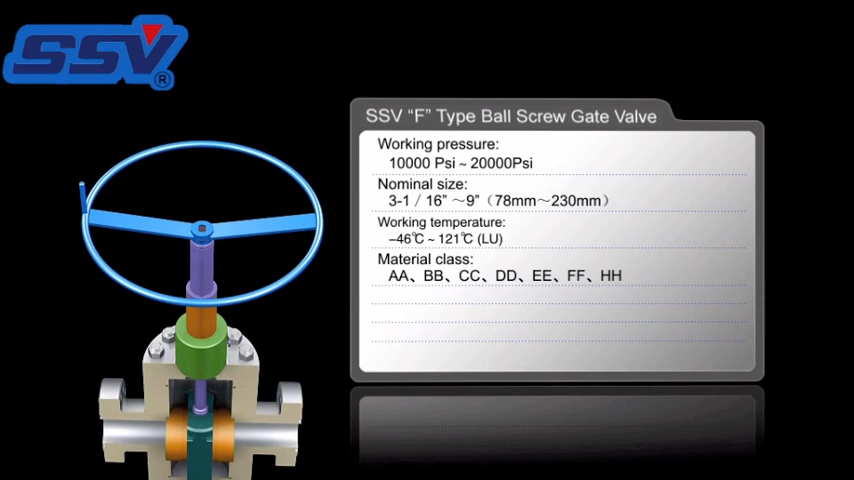 SSV®
SSV “F” Type Ball Screw Gate Valve
Working pressure:
10000 Psi ~ 20000Psi
Nominal size:
3-1 / 16” ～9”（78mm～230mm）
Working temperature:
–46℃ ~ 121℃ (LU)
Material class:
AA、BB、CC、DD、EE、FF、HH